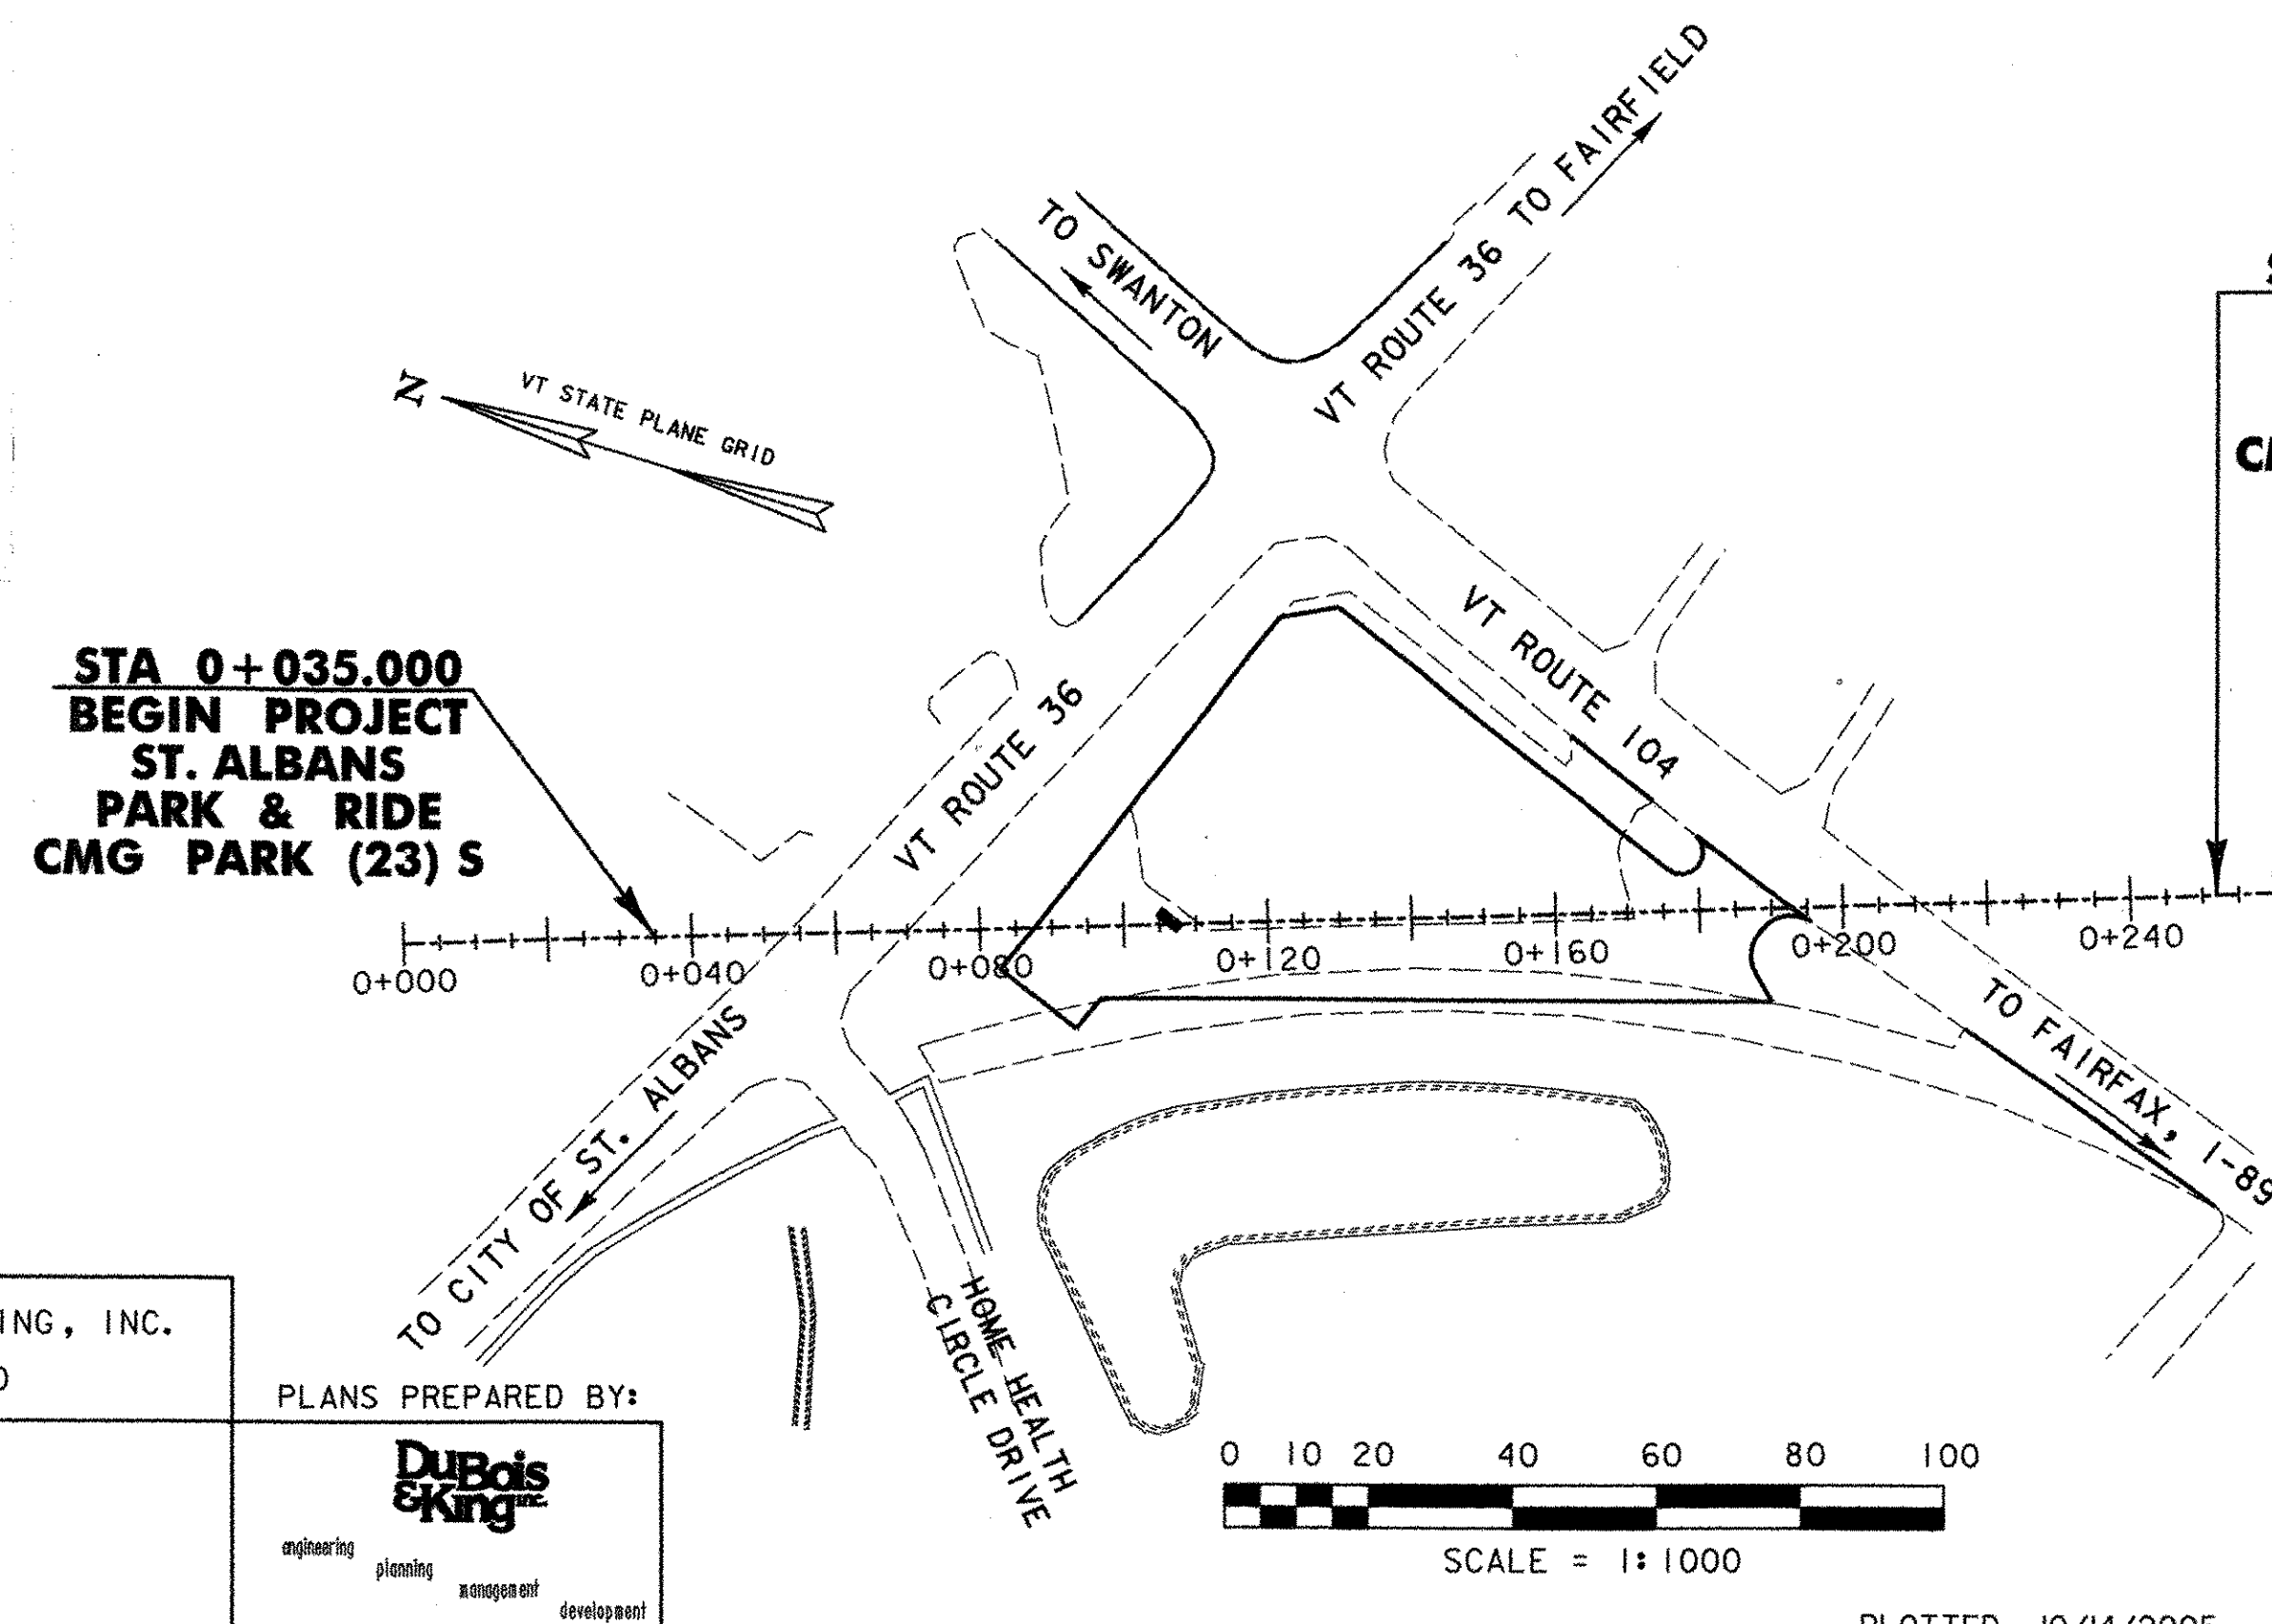 TO SWANTON
VT ROUTE 36 TO FAIRFIELD
N
VT STATE PLANE GRID
STA 0+035.000
BEGIN PROJECT
ST. ALBANS
PARK & RIDE
CMG PARK (23) S
VT ROUTE 36
VT ROUTE 104
0+000
0+040
0+080
0+120
0+160
0+200
0+240
TO CITY OF ST. ALBANS
TO FAIRFAX, I-89
HOME HEALTH
CIRCLE DRIVE
ING, INC.
PLANS PREPARED BY:
DuBois
&King inc.
engineering
planning
management
development
0 10 20 40 60 80 100
SCALE = 1:1000
PLOTTED 10/14/2005